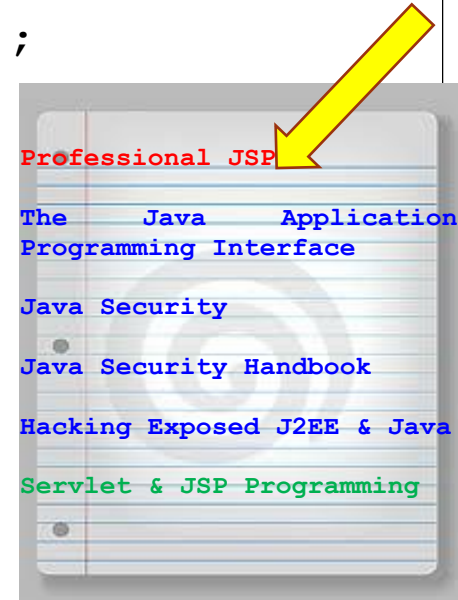 ;
Professional JSP
The Java Application
Programming Interface
Java Security
Java Security Handbook
Hacking Exposed J2EE & Java
Servlet & JSP Programming